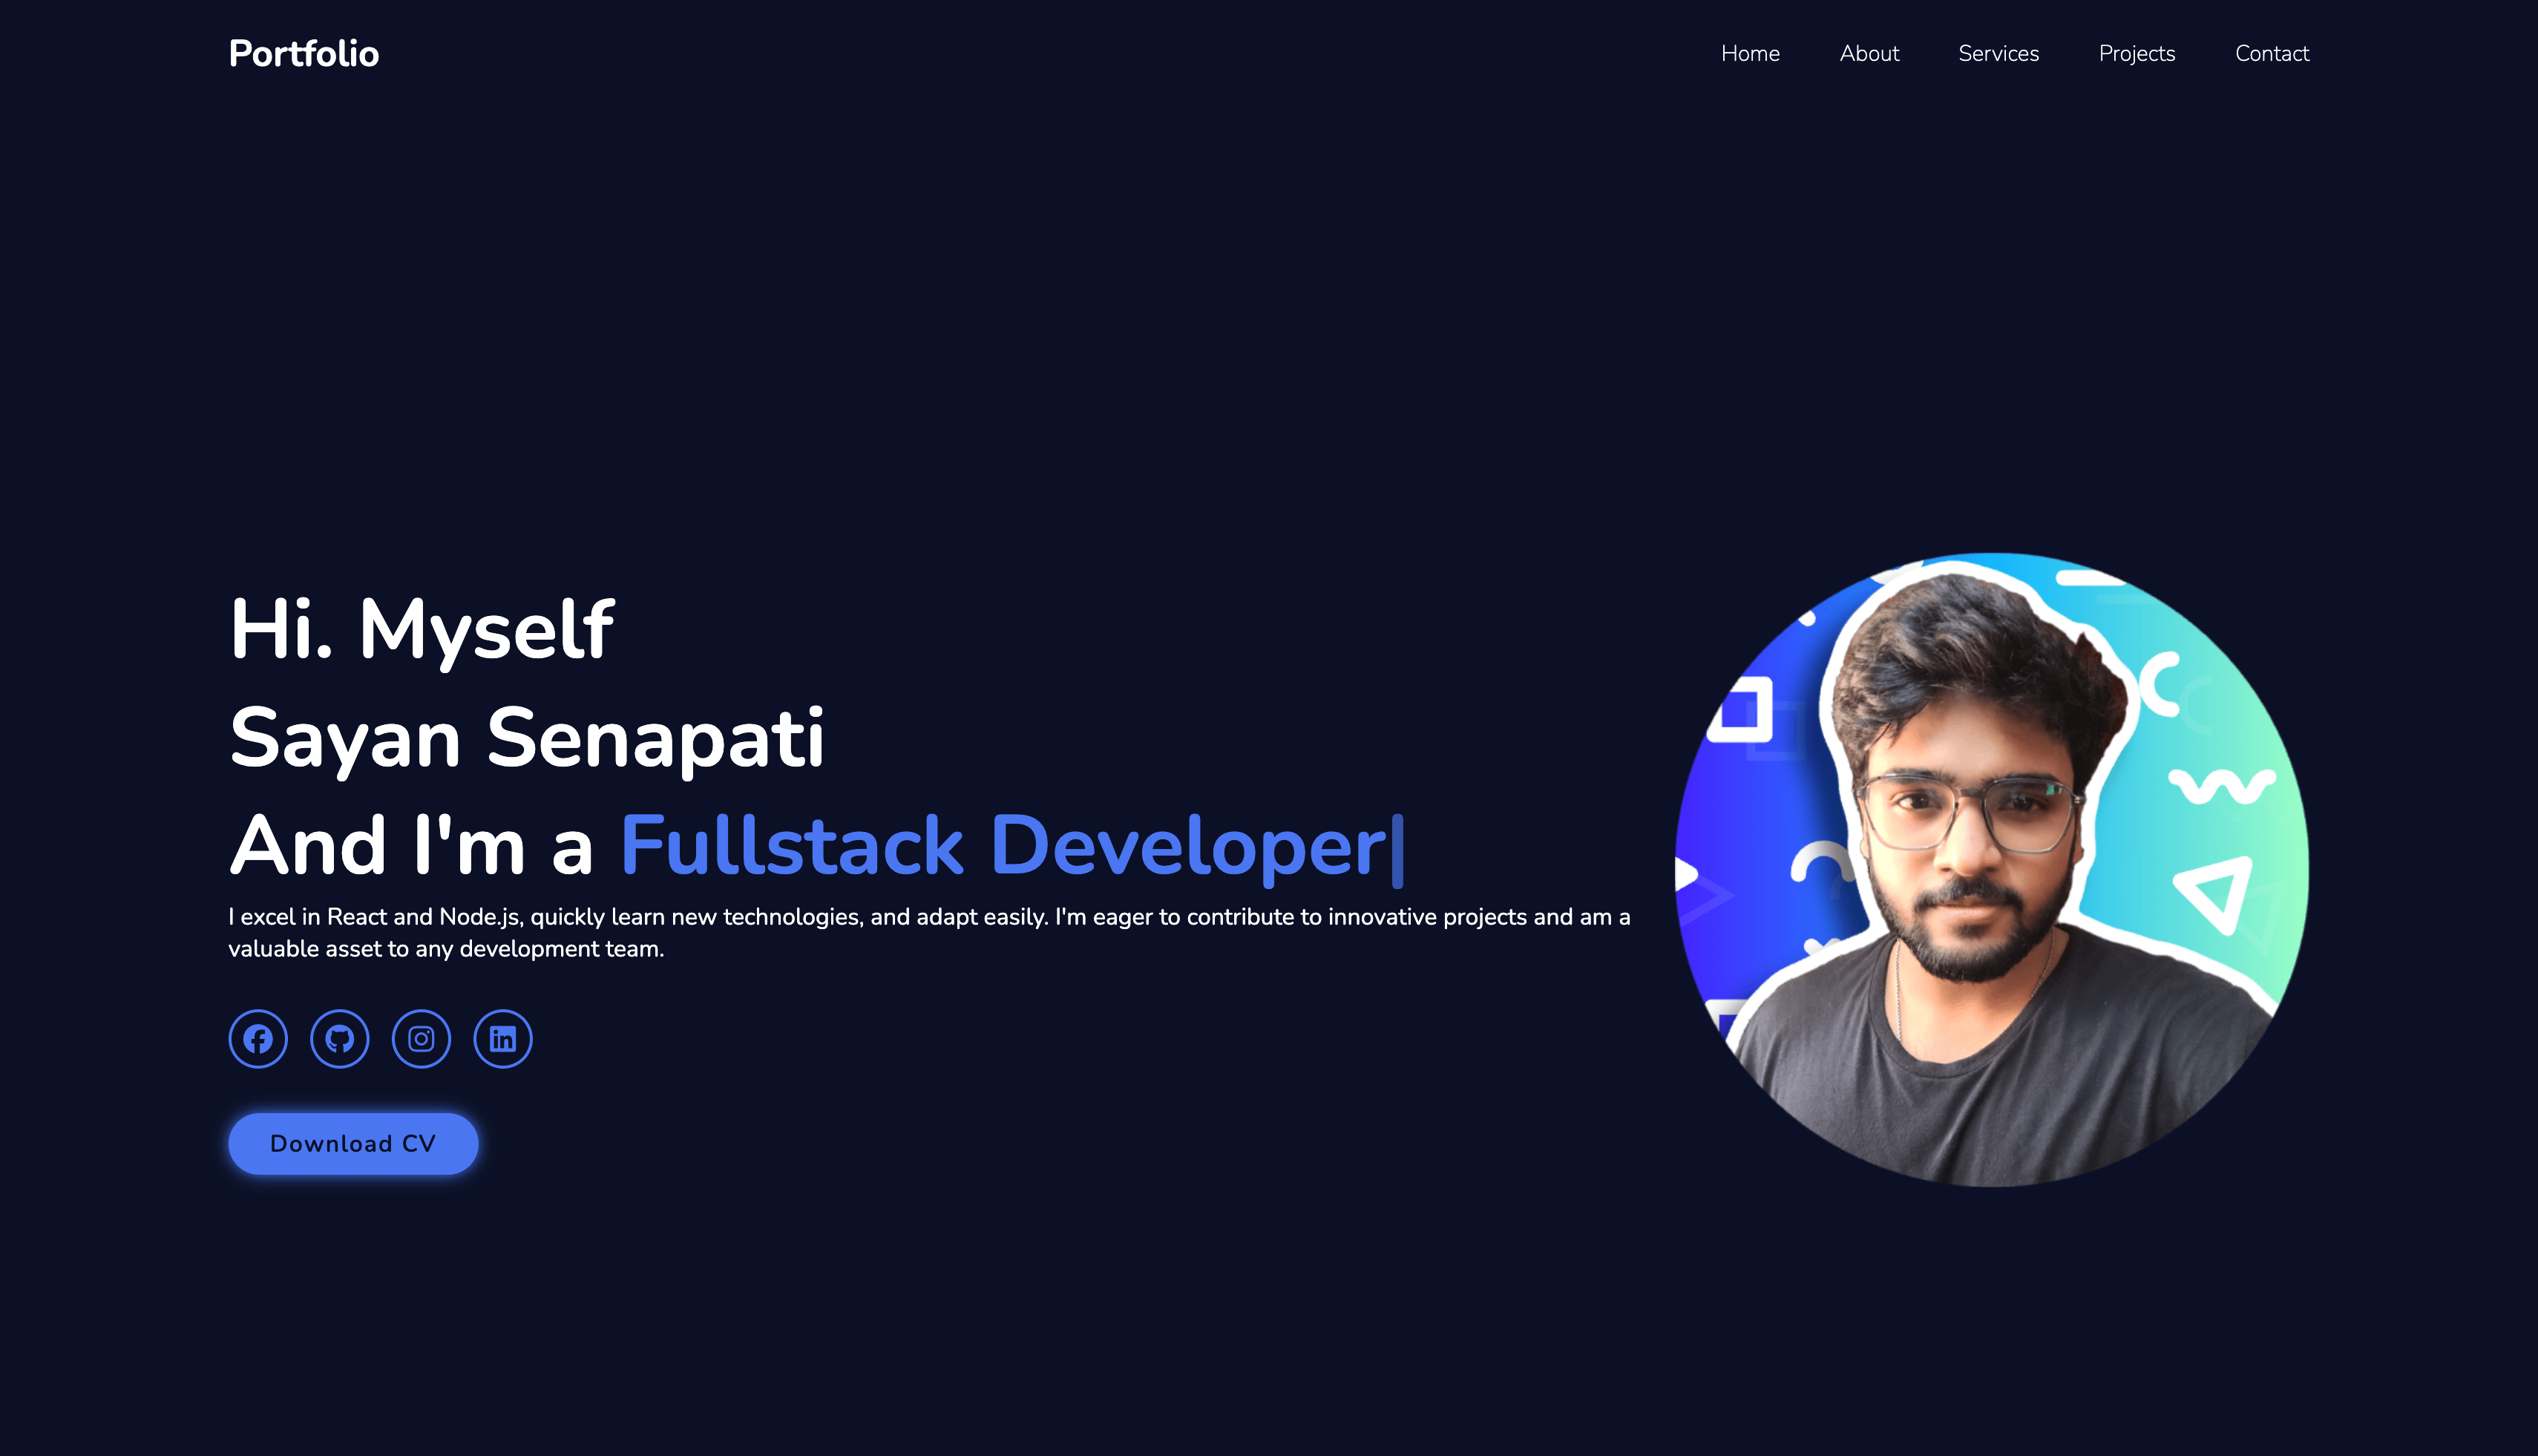 Portfolio
Home
About
Services
Projects
Contact
Hi. Myself
Sayan Senapati
And I'm a Fullstack Developer|
I excel in React and Node.js, quickly learn new technologies, and adapt easily. I'm eager to contribute to innovative projects and am a
valuable asset to any development team.
Download CV